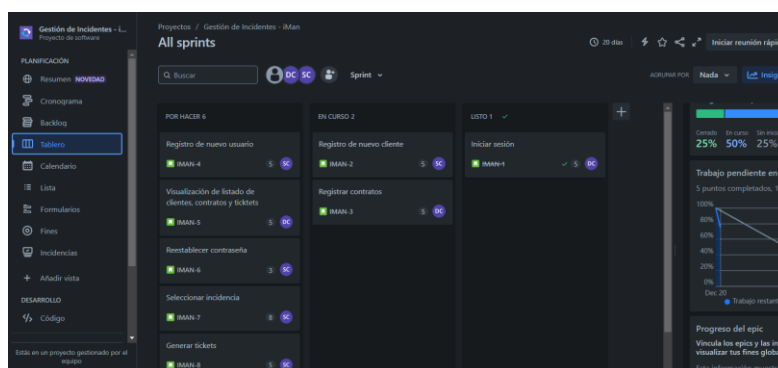 Gestión de Incidentes - i...
Proyecto de software
PLANIFICACIÓN
Resumen NOVEDAD
Cronograma
Backlog
Tablero
Calendario
Lista
Formularios
Fines
Incidencias
+ Añadir vista
DESARROLLO
Código
Estás en un proyecto gestionado por el
equipo
Proyectos / Gestión de Incidentes - iMan
All sprints
20 días
Iniciar reunión rápi
Buscar
DC SC
Sprint
AGRUPAR POR
Nada
Insig
POR HACER 6
Registro de nuevo usuario
IMAN-4 5 SC
Visualización de listado de
clientes, contratos y ticktets
IMAN-5 5 DC
Reestablecer contraseña
IMAN-6 3 SC
Seleccionar incidencia
IMAN-7 8 SC
Generar tickets
IMAN-8 5 SC
EN CURSO 2
Registro de nuevo cliente
IMAN-2 5 SC
Registrar contratos
IMAN-3 5 DC
LISTO 1
Iniciar sesión
IMAN-1 5 DC
+
Cerrado En curso Sin
25% 50% 25%
Trabajo pendiente en
5 puntos completados, 1
100%
80%
60%
40%
20%
0%
Dec 20
Trabajo restant
Progreso del epic
Vincula los epics y las in
visualizar tus fines globa